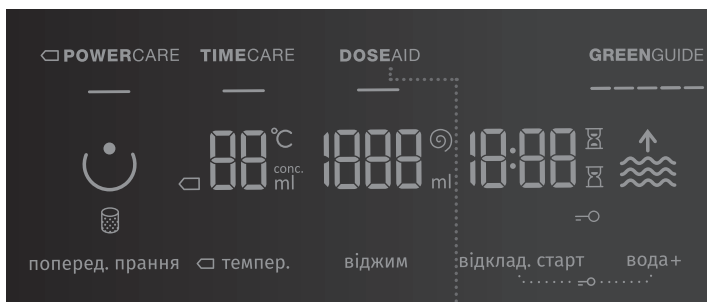 POWERCARE TIMECARE DOSEAID GREENGUIDE
88 °C 1888 18:88
conc.
ml ml
поперед. прання темпер. віджим відклад. старт вода+